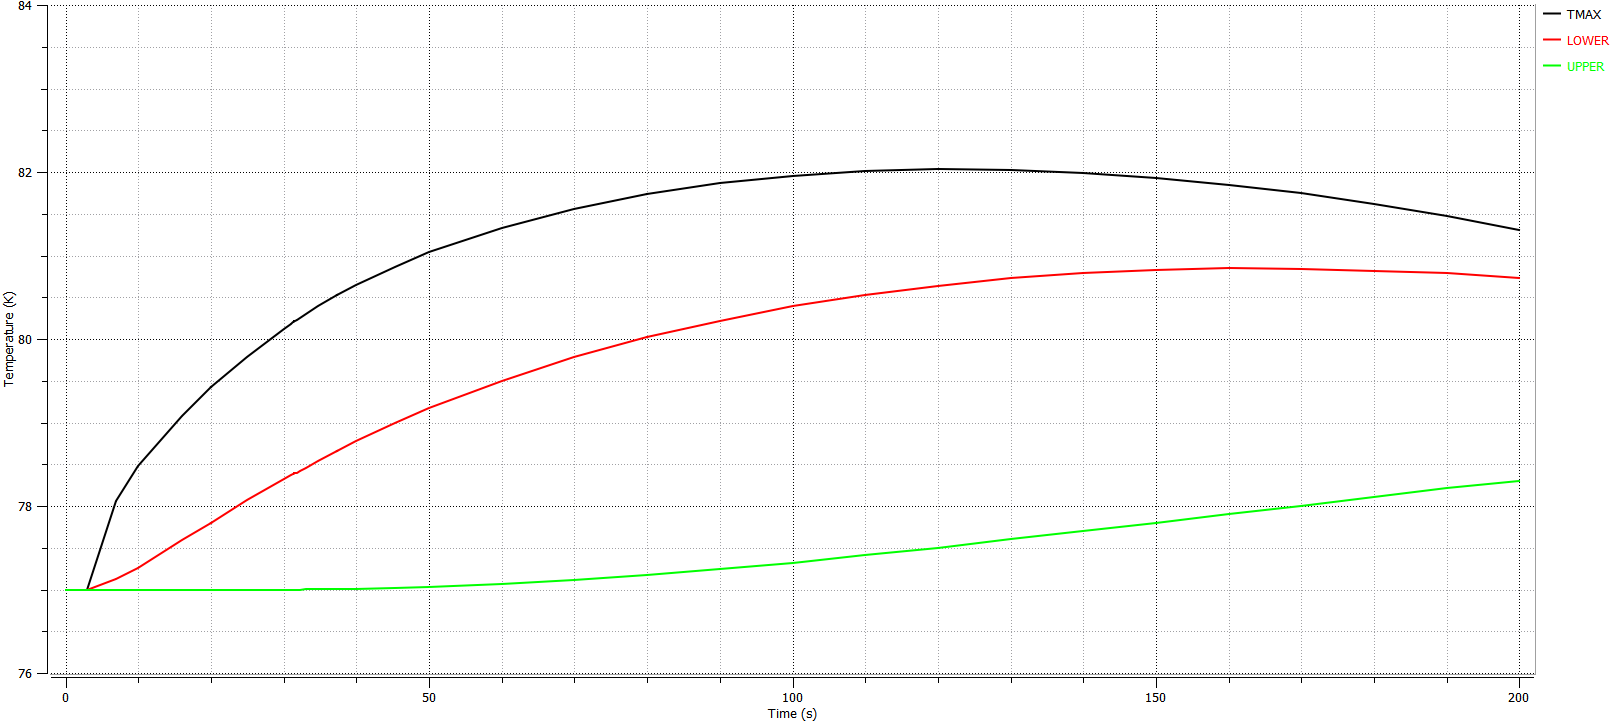 84
82
80
78
76
Temperature (K)
0
50
100
150
200
Time (s)
TMAX
LOWER
UPPER